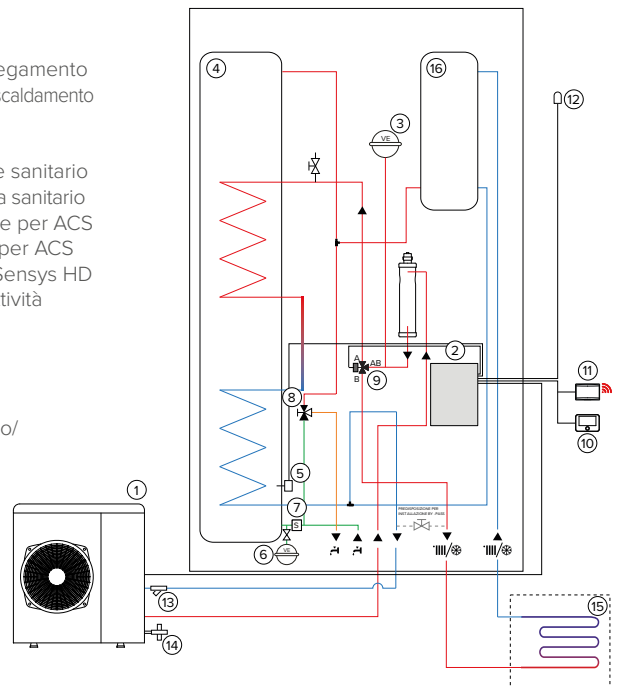 egamento
scaldamento
e sanitario
a sanitario
e per ACS
per ACS
Sensys HD
tività
o/
4
16
3
VE
12
A
AB
B
9
2
8
11
10
5
7
S
6
VE
PREDISPOSIZIONE PER
INSTALLAZIONE BY - PASS
1
13
14
15